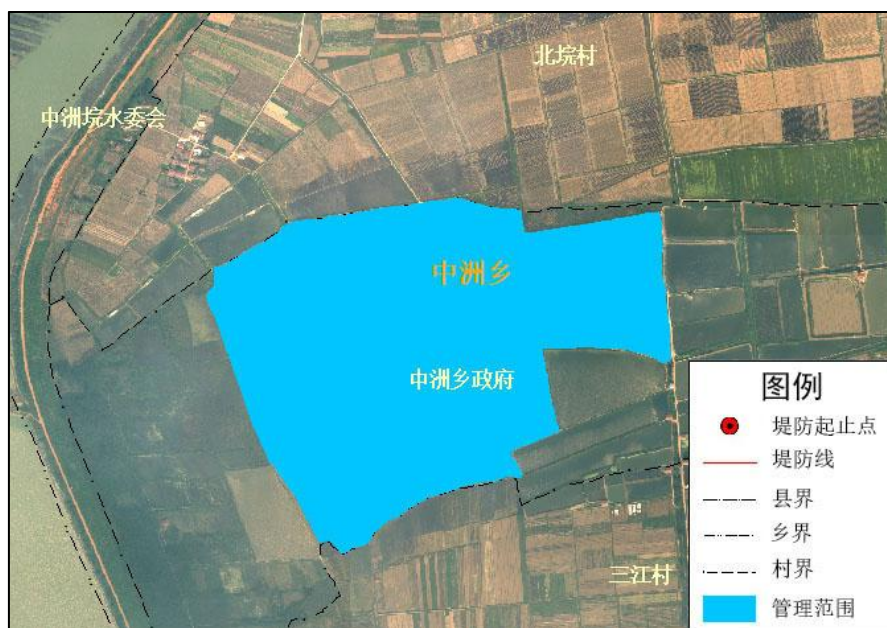 北垸村
中洲垸水委会
中洲乡
中洲乡政府
三江村
图例
堤防起止点
堤防线
县界
乡界
村界
管理范围